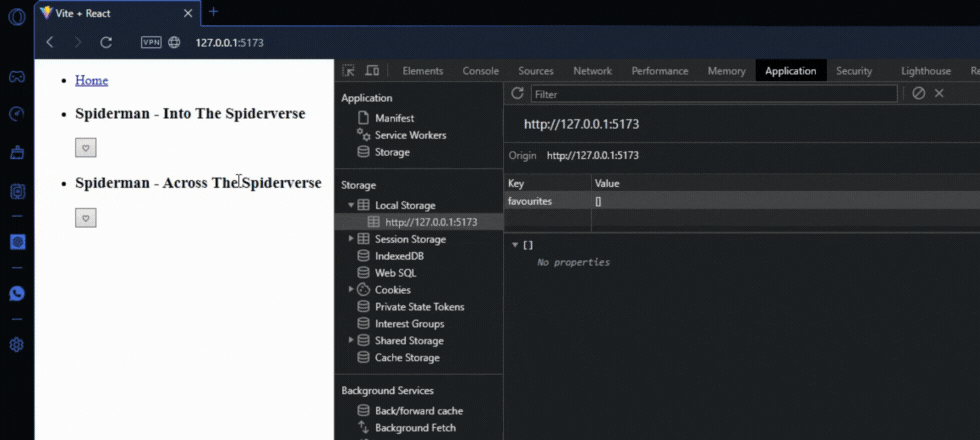 Vite + React
VPN 127.0.0.1:5173
Home
Spiderman - Into The Spiderverse
Spiderman - Across The Spiderverse
Elements Console Sources Network Performance Memory Application Security Lighthouse Re
Application
Manifest
Service Workers
Storage
Storage
Local Storage
http://127.0.0.1:5173
Session Storage
IndexedDB
Web SQL
Cookies
Private State Tokens
Interest Groups
Shared Storage
Cache Storage
Background Services
Back/forward cache
Background Fetch
Filter
http://127.0.0.1:5173
Origin http://127.0.0.1:5173
Key Value
favourites []
[]
No properties